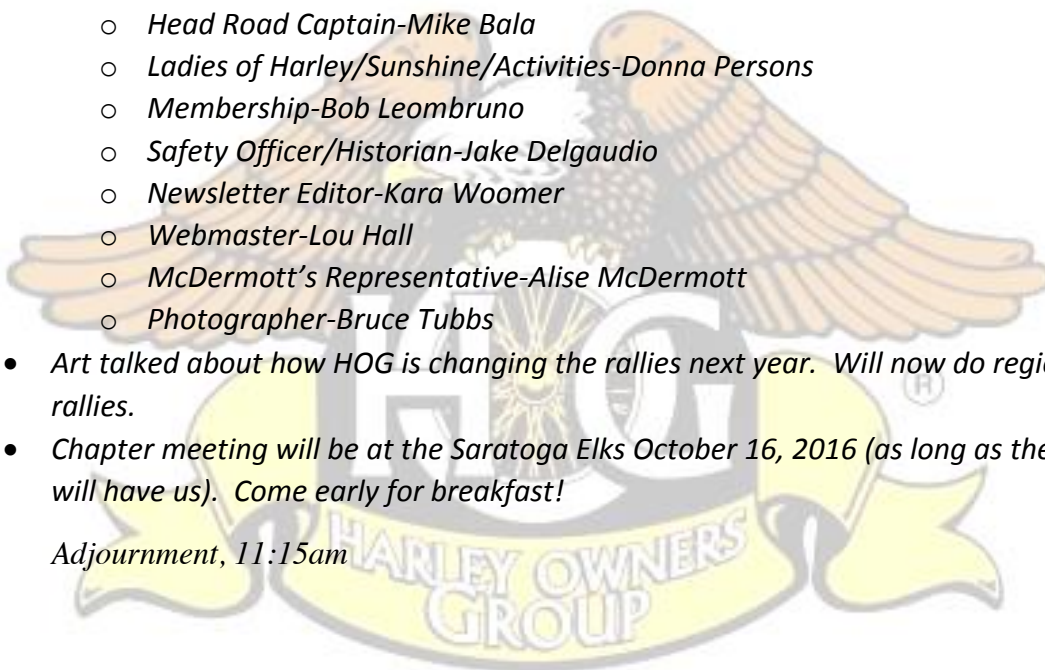 o Head Road Captain-Mike Bala
o Ladies of Harley/Sunshine/Activities-Donna Persons
o Membership-Bob Leombruno
o Safety Officer/Historian-Jake Delgaudio
o Newsletter Editor-Kara Woomer
o Webmaster-Lou Hall
o McDermott's Representative-Alise McDermott
o Photographer-Bruce Tubbs
• Art talked about how HOG is changing the rallies next year. Will now do
rallies.
• Chapter meeting will be at the Saratoga Elks October 16, 2016 (as long as
will have us). Come early for breakfast!
Adjournment, 11:15am
HOG
®
HARLEY OWNERS
GROUP